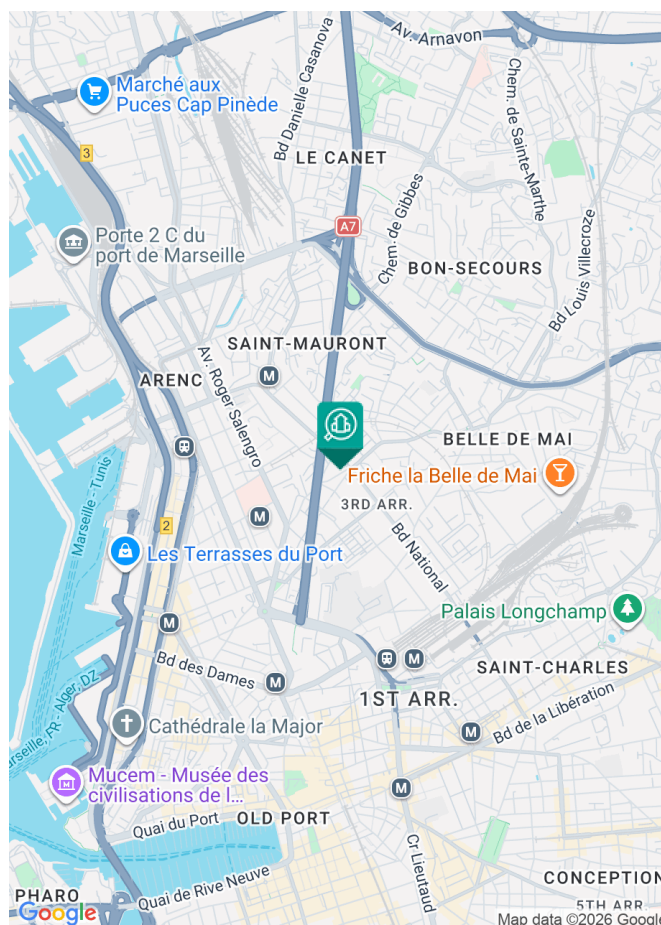 Av. Arnavon
Marché aux
Puces Cap Pinède
Bd Danielle Casanova
Chem. de Sainte-Marthe
3
LE CANET
Chem. de Gibbes
A7
Porte 2 C du
port de Marseille
BON-SECOURS
Bd Louis Villecroze
SAINT-MAURONT
ARENC
M
Av. Roger Salengro
BELLE DE MAI
Friche la Belle de Mai
3RD ARR.
Marseille - Tunis
M
2
Bd National
Les Terrasses du Port
Palais Longchamp
M
Bd des Dames
M
M
SAINT-CHARLES
1ST ARR.
Bd de la Libération
M
Cathédrale la Major
Marseille, FR - Alger, DZ
Mucem - Musée des
civilisations de l...
M
Quai du Port
OLD PORT
Cr Lieutaud
CONCEPTION
Quai de Rive Neuve
PHARO
5TH ARR.
Google
Map data ©2026 Google